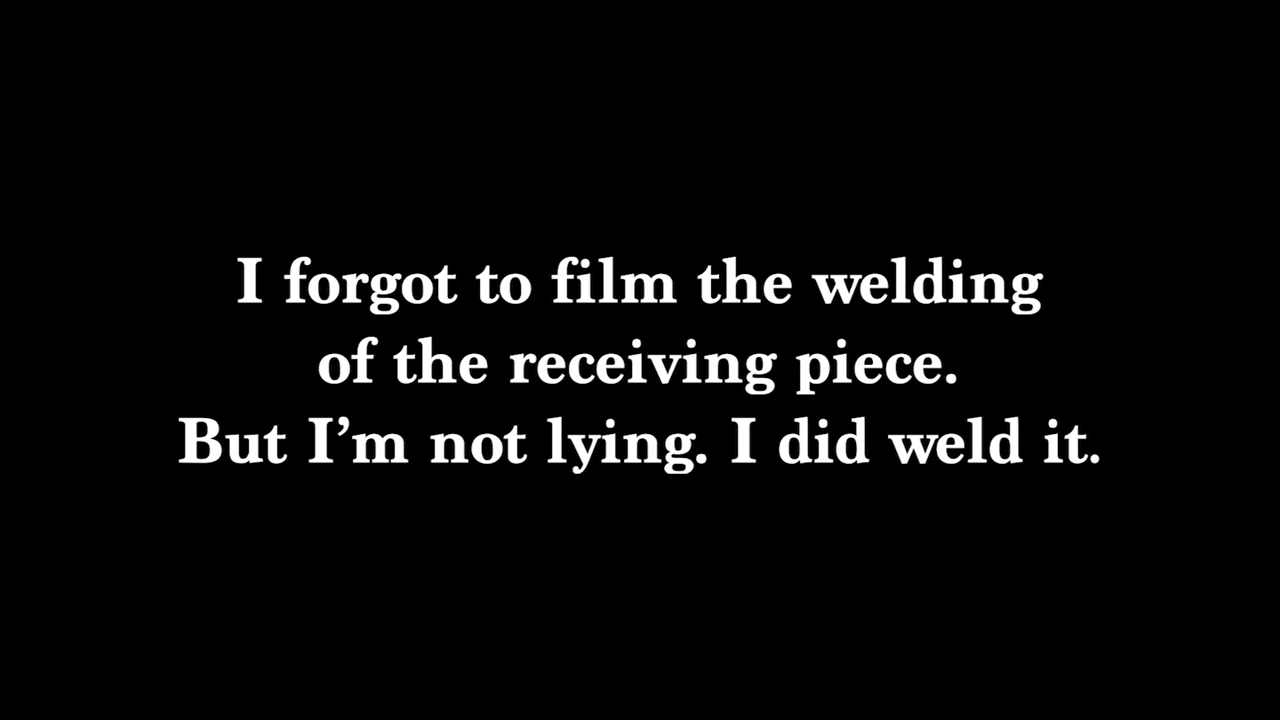 I forgot to film the welding
of the receiving piece.
But I’m not lying. I did weld it.